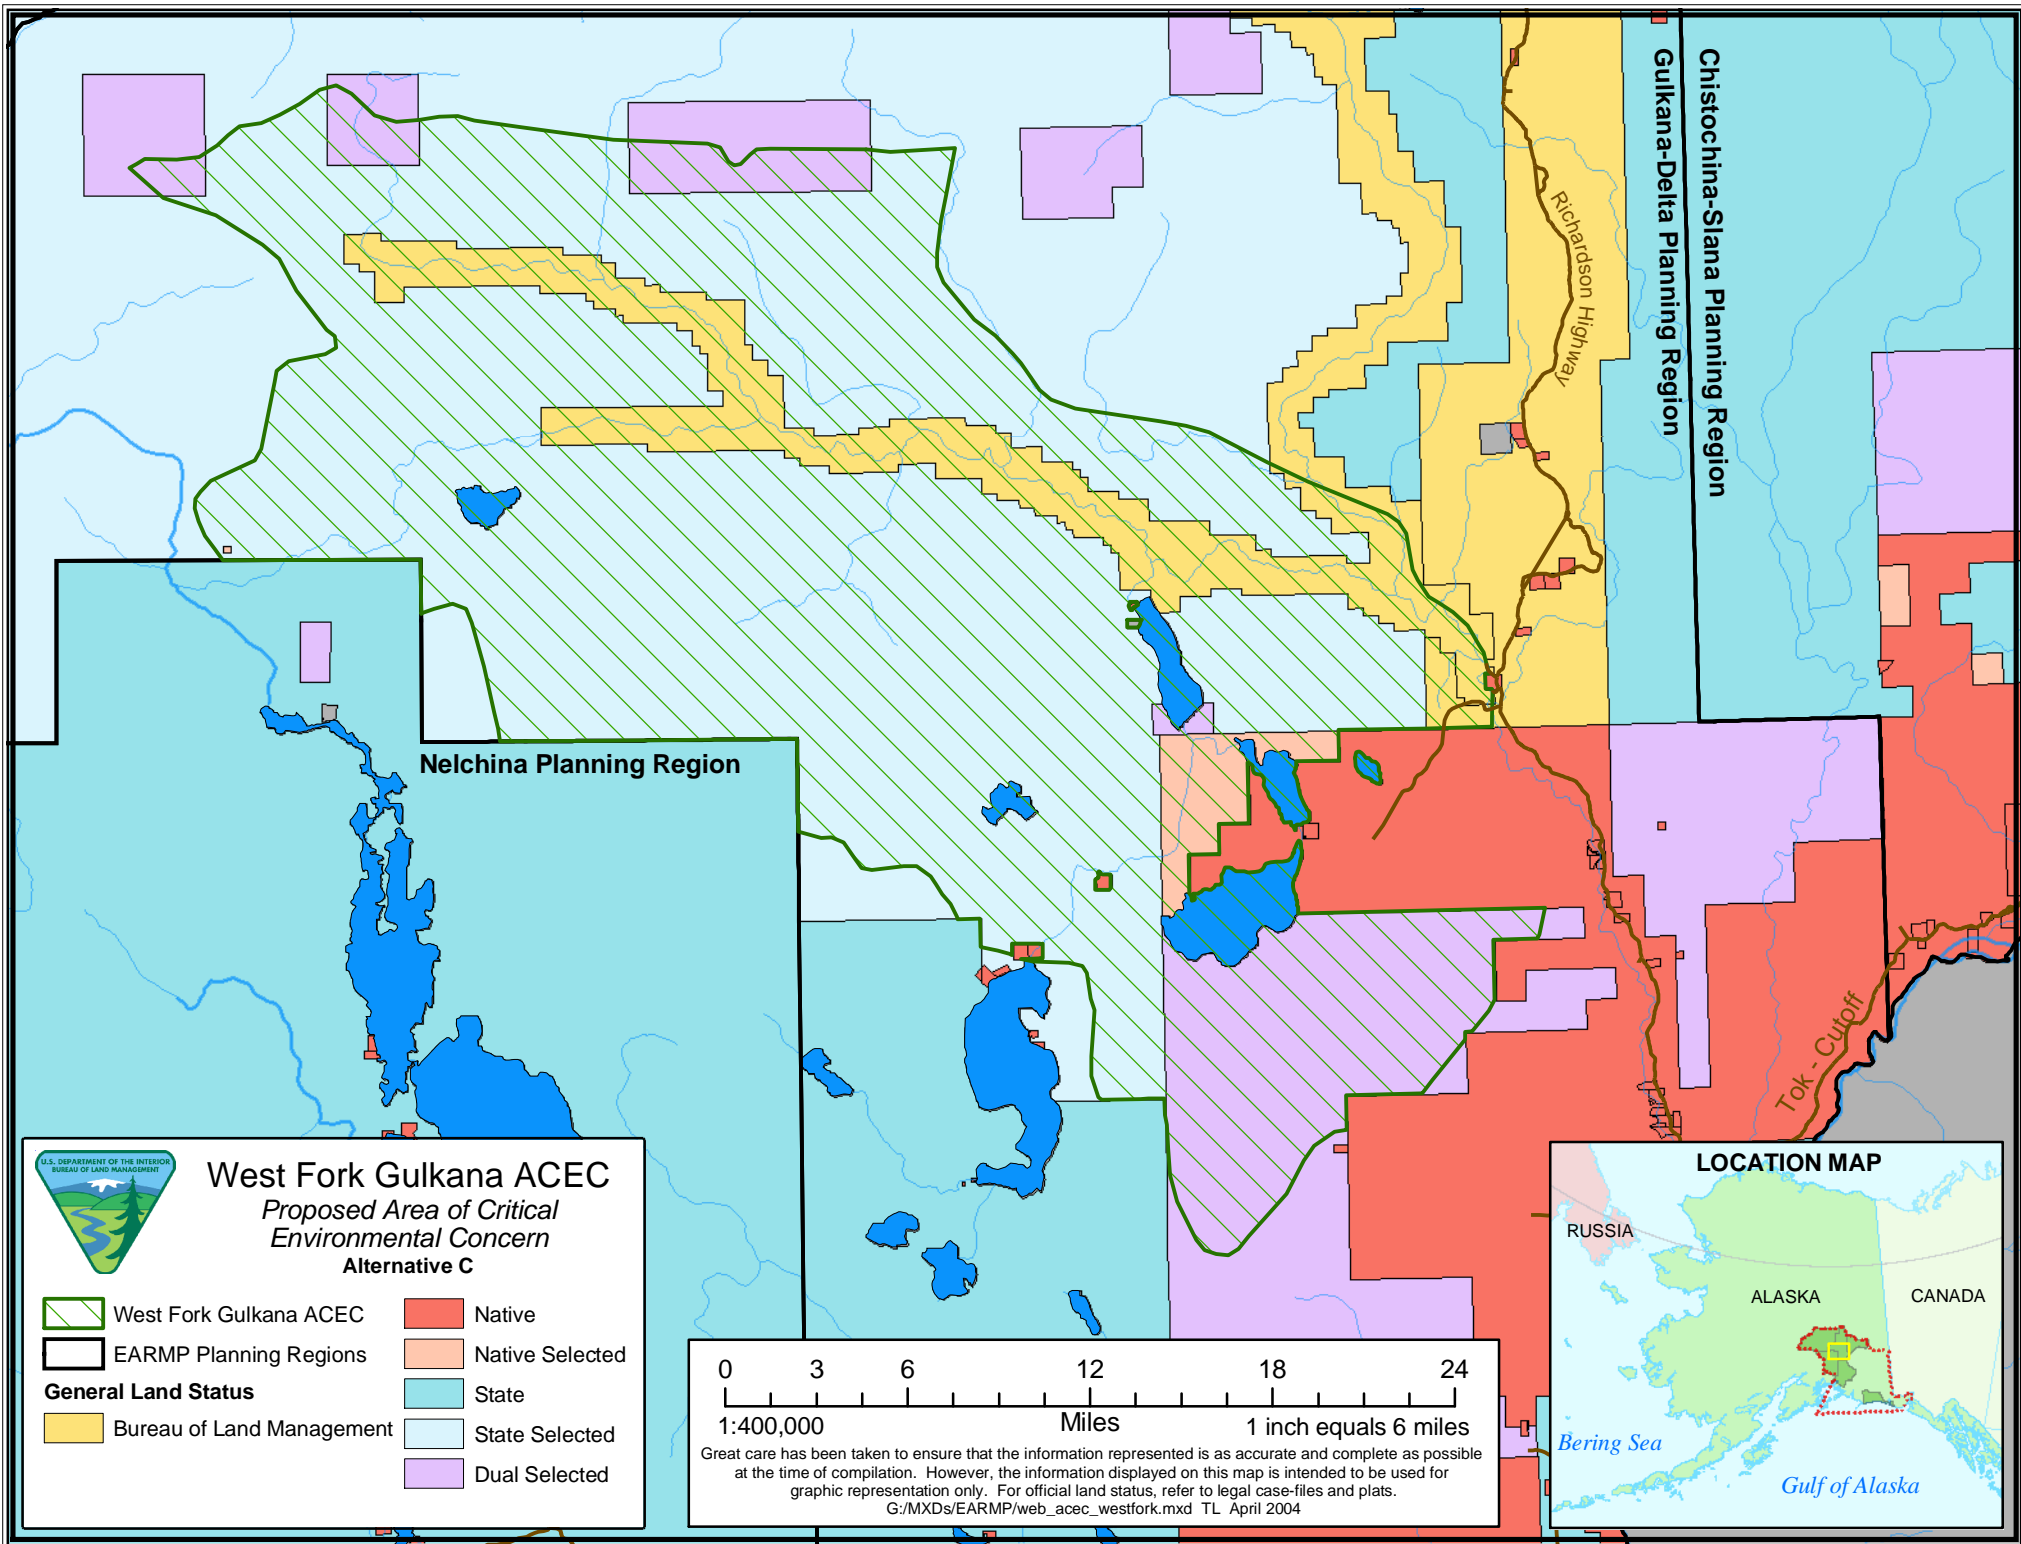 Chistochina-Slana Planning Region
Gulkana-Delta Planning Region
Richardson Highway
Nelchina Planning Region
Tok - Cutoff
U.S. DEPARTMENT OF THE INTERIOR
BUREAU OF LAND MANAGEMENT
West Fork Gulkana ACEC
Proposed Area of Critical
Environmental Concern
Alternative C
West Fork Gulkana ACEC
EARMP Planning Regions
General Land Status
Bureau of Land Management
Native
Native Selected
State
State Selected
Dual Selected
0 3 6 12 18 24
1:400,000 Miles 1 inch equals 6 miles
Great care has been taken to ensure that the information represented is as accurate and complete as possible
at the time of compilation. However, the information displayed on this map is intended to be used for
graphic representation only. For official land status, refer to legal case-files and plats.
G:/MXDs/EARMP/web_acec_westfork.mxd TL April 2004
LOCATION MAP
RUSSIA
ALASKA
CANADA
Bering Sea
Gulf of Alaska